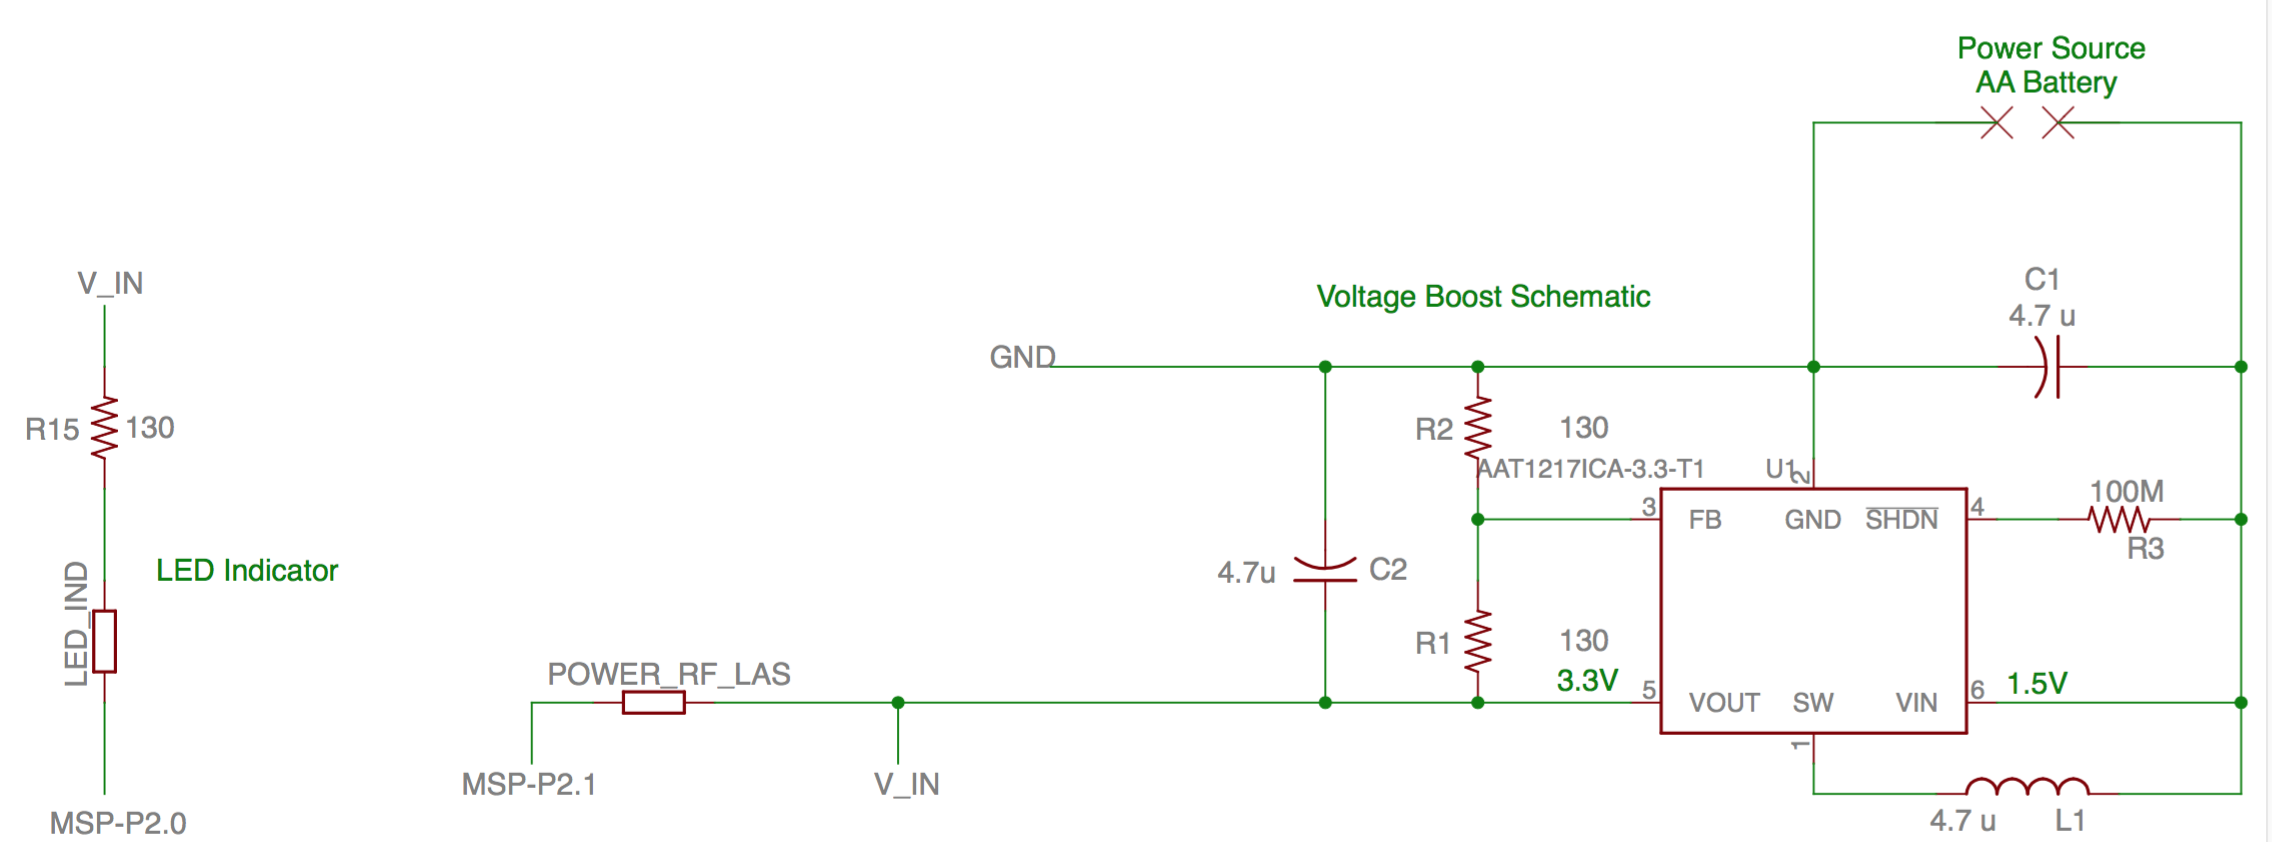 Power Source
AA Battery
V_IN
R15
130
LED_IND
LED Indicator
MSP-P2.0
POWER_RF_LAS
MSP-P2.1
V_IN
Voltage Boost Schematic
GND
C1
4.7 u
R2
130
AAT1217ICA-3.3-T1
U1
2
3
FB
GND
SHDN
4
100M
R3
4.7u
C2
R1
130
3.3V
5
VOUT
SW
VIN
6
1.5V
1
4.7 u
L1